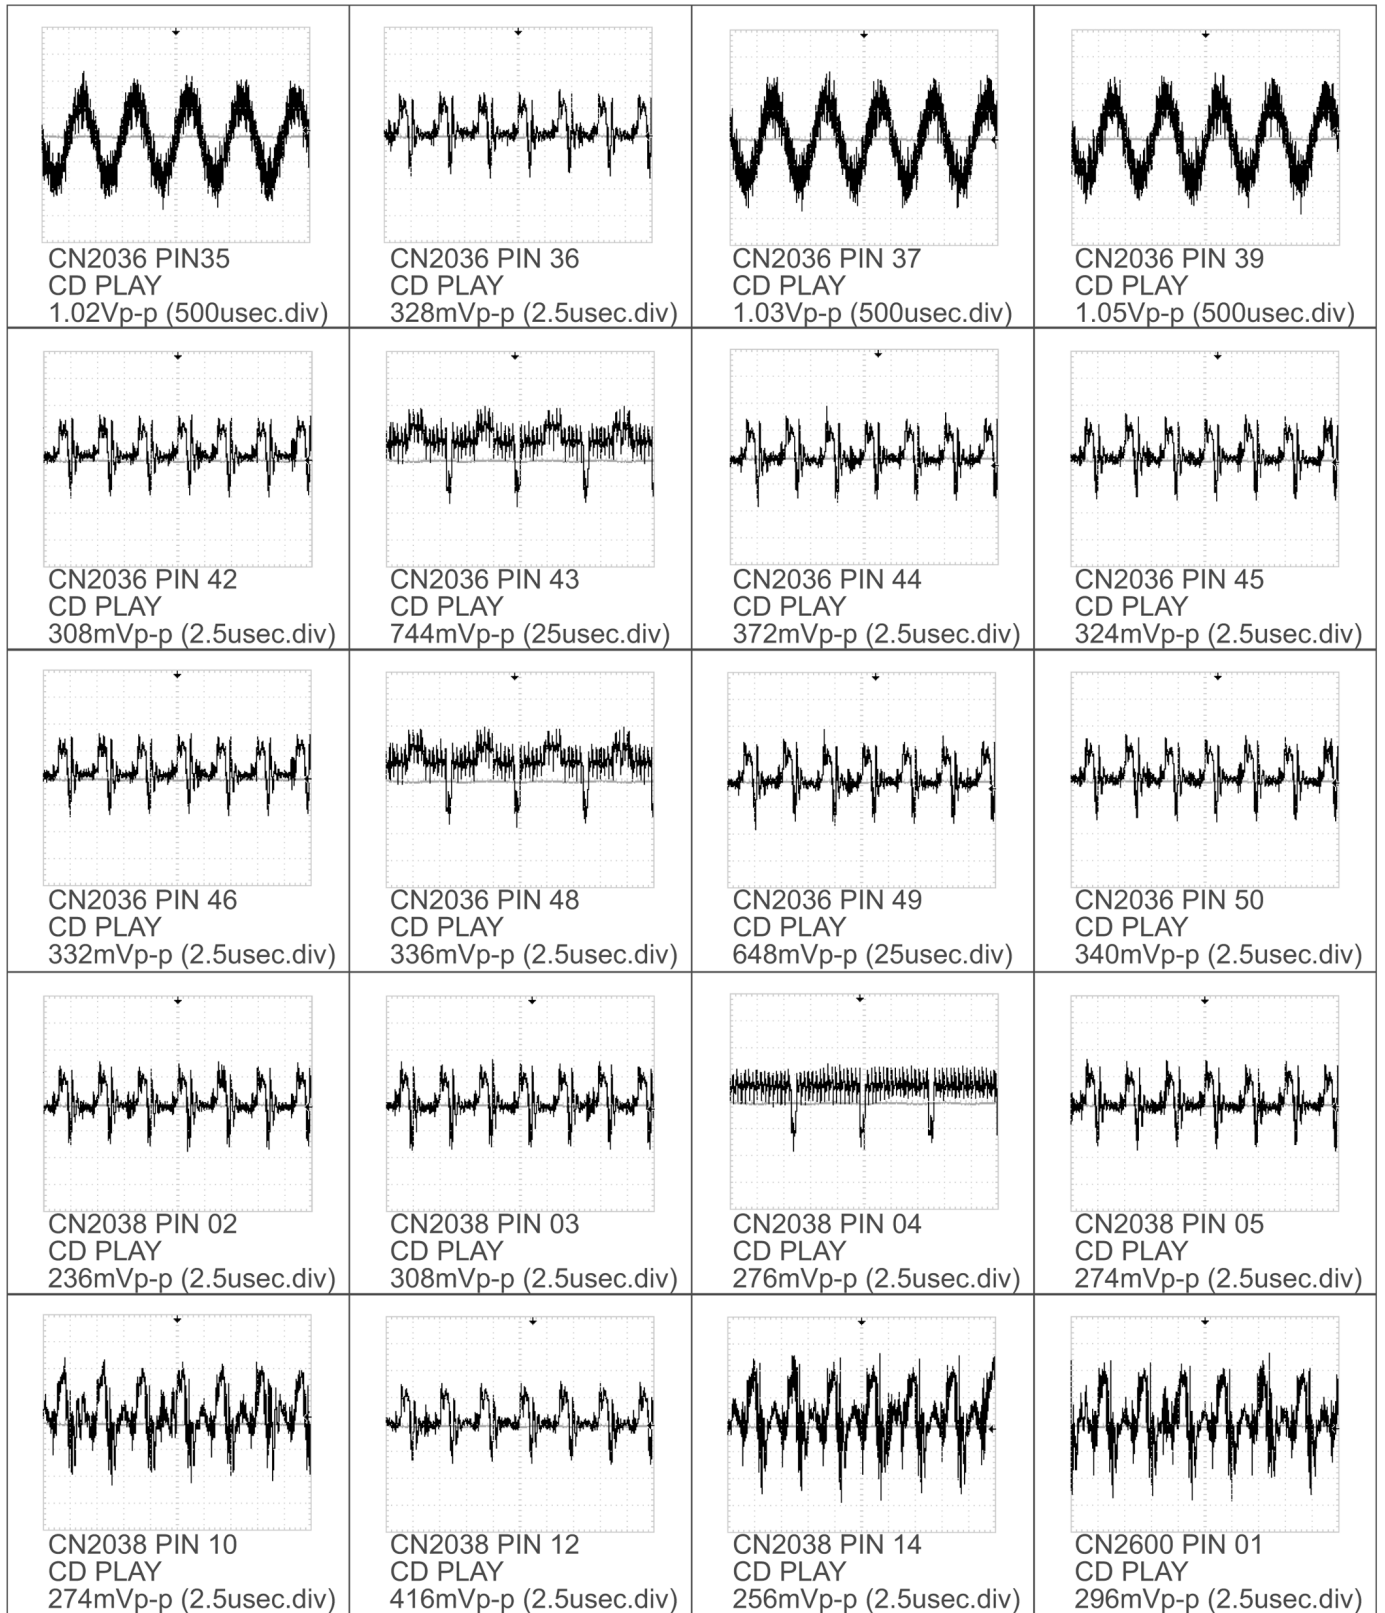 CN2036 PIN35
CD PLAY
1.02Vp-p (500usec.div)
CN2036 PIN 36
CD PLAY
328mVp-p (2.5usec.div)
CN2036 PIN 37
CD PLAY
1.03Vp-p (500usec.div)
CN2036 PIN 39
CD PLAY
1.05Vp-p (500usec.div)
CN2036 PIN 42
CD PLAY
308mVp-p (2.5usec.div)
CN2036 PIN 43
CD PLAY
744mVp-p (25usec.div)
CN2036 PIN 44
CD PLAY
372mVp-p (2.5usec.div)
CN2036 PIN 45
CD PLAY
324mVp-p (2.5usec.div)
CN2036 PIN 46
CD PLAY
332mVp-p (2.5usec.div)
CN2036 PIN 48
CD PLAY
336mVp-p (2.5usec.div)
CN2036 PIN 49
CD PLAY
648mVp-p (25usec.div)
CN2036 PIN 50
CD PLAY
340mVp-p (2.5usec.div)
CN2038 PIN 02
CD PLAY
236mVp-p (2.5usec.div)
CN2038 PIN 03
CD PLAY
308mVp-p (2.5usec.div)
CN2038 PIN 04
CD PLAY
276mVp-p (2.5usec.div)
CN2038 PIN 05
CD PLAY
274mVp-p (2.5usec.div)
CN2038 PIN 10
CD PLAY
274mVp-p (2.5usec.div)
CN2038 PIN 12
CD PLAY
416mVp-p (2.5usec.div)
CN2038 PIN 14
CD PLAY
256mVp-p (2.5usec.div)
CN2600 PIN 01
CD PLAY
296mVp-p (2.5usec.div)